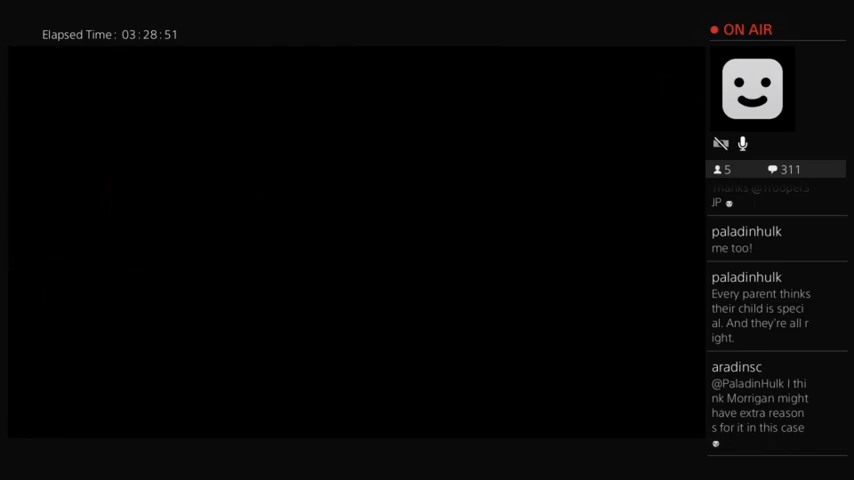 Elapsed Time: 03:28:51
ON AIR
5
311
Thanks @Troopers
JP
paladinhulk
me too!
paladinhulk
Every parent thinks
their child is speci
al. And they're all r
ight.
aradinsc
@PaladinHulk I thi
nk Morrigan might
have extra reason
s for it in this case